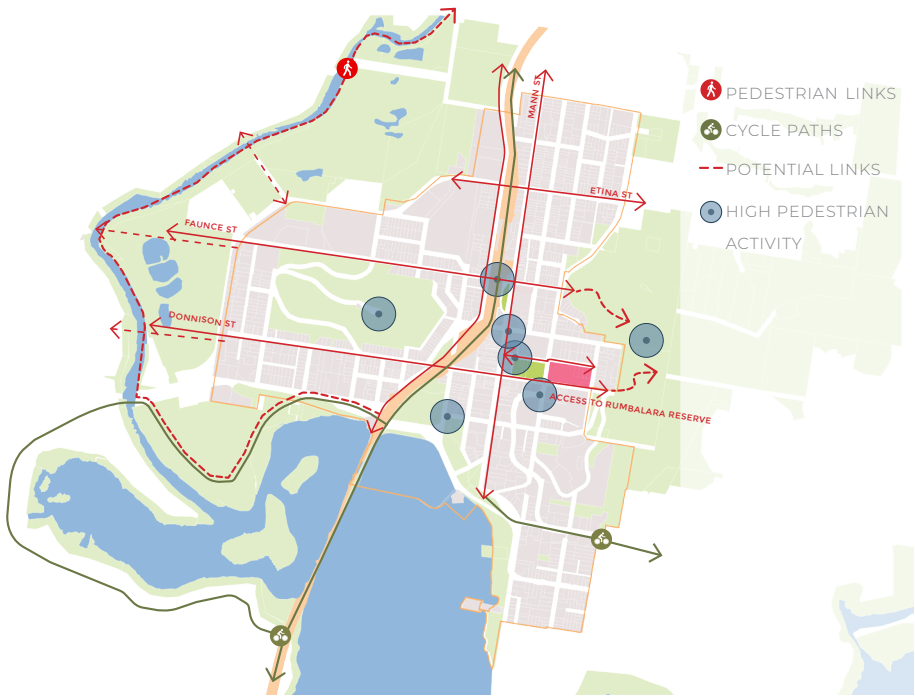 MANN ST
PEDESTRIAN LINKS
CYCLE PATHS
POTENTIAL LINKS
ETINA ST
HIGH PEDESTRIAN
ACTIVITY
FAUNCE ST
DONNISON ST
ACCESS TO RUMBALARA RESERVE